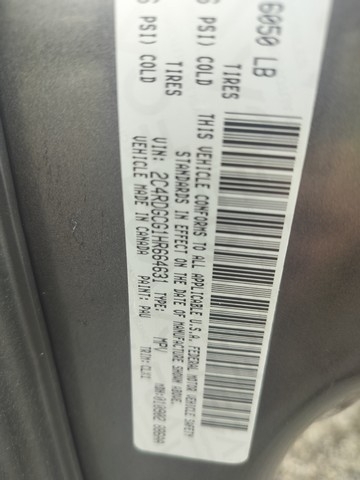 6050 LB
TIRES
PSI) COLD
TIRES
PSI) COLD
THIS VEHICLE CONFORMS TO ALL APPLICABLE U.S.A. FEDERAL MOTOR VEHICLE SAFETY
STANDARDS IN EFFECT ON THE DATE OF MANUFACTURE SHOWN ABOVE.
VIN: 2C4RDGCG1HR664631 TYPE: MPV
VEHICLE MADE IN CANADA PAINT: PAU